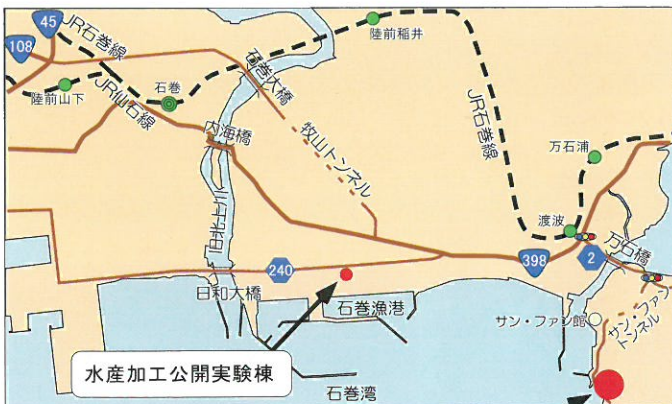 45
108
JR石巻線
陸前稲井
石巻大橋
石巻
陸前山下
JR仙石線
内海橋
牧山トンネル
JR石巻線
万石浦
渡波
旧北上川
万石橋
398
2
240
日和大橋
石巻漁港
サン・ファン館
サン・ファン
トンネル
水産加工公開実験棟
石巻湾